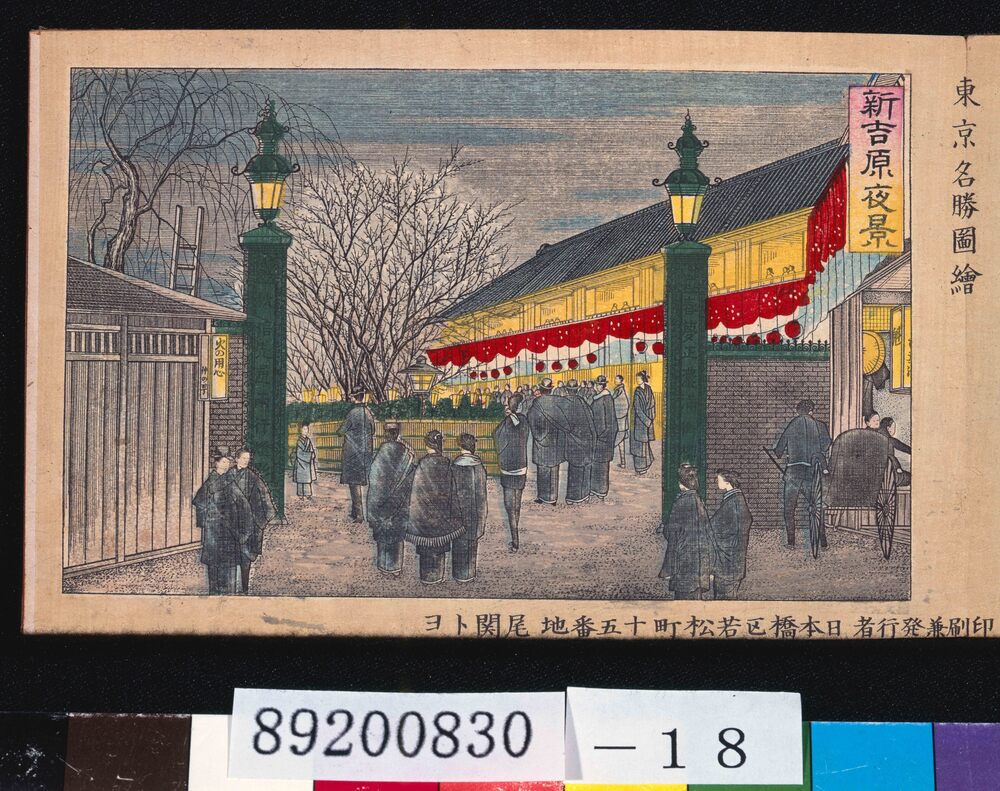 東京名勝圖繪
新吉原夜景
火の用心
印刷兼発行者 日本橋区若松町十五番地 尾関トヨ
89200830
-18